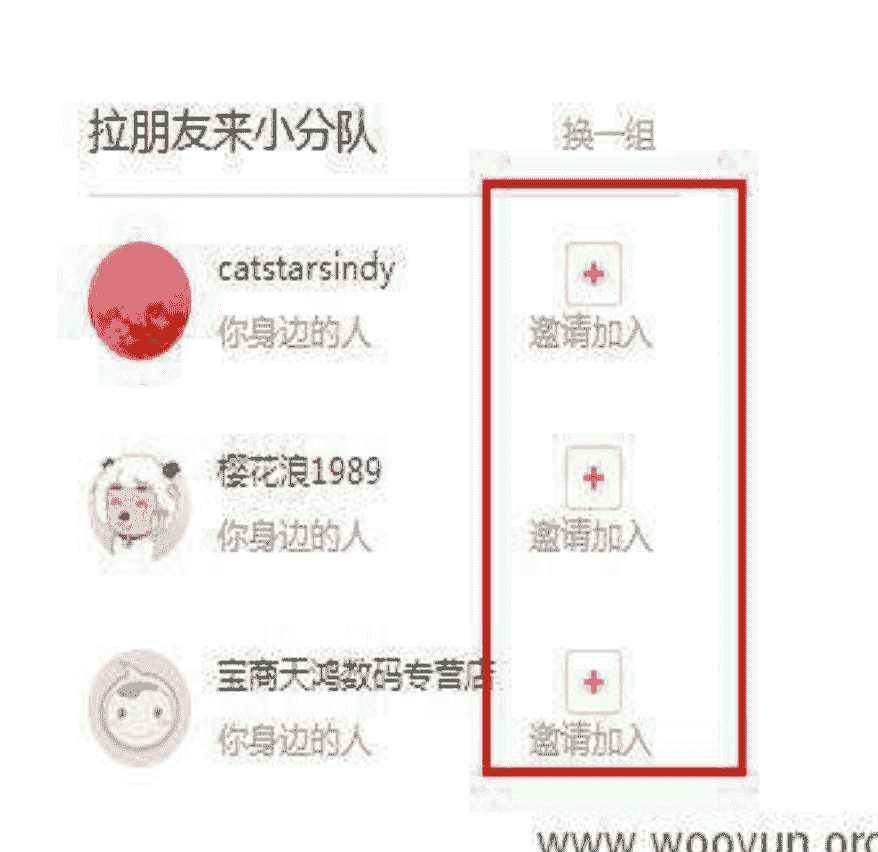 拉朋友来小分队 换一组
catstarsindy
你身边的人 邀请加入
樱花浪1989
你身边的人 邀请加入
宝商天鸿数码专营店
你身边的人 邀请加入
www.wooyun.org